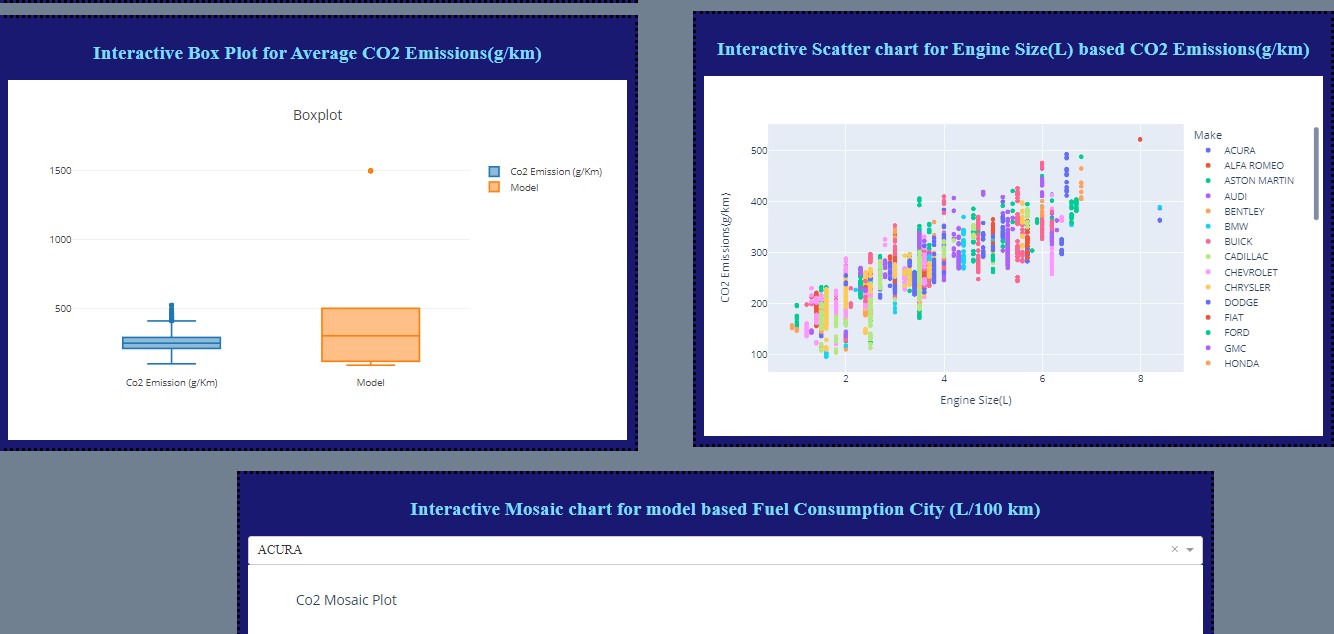 Interactive Box Plot for Average CO2 Emissions(g/km)
Boxplot
1500
1000
500
Co2 Emission (g/Km)
Model
Co2 Emission (g/Km)
Model
Interactive Scatter chart for Engine Size(L) based CO2 Emissions(g/km)
CO2 Emissions(g/km)
500
400
300
200
100
2
4
6
8
Engine Size(L)
Make
ACURA
ALFA ROMEO
ASTON MARTIN
AUDI
BENTLEY
BMW
BUICK
CADILLAC
CHEVROLET
CHRYSLER
DODGE
FIAT
FORD
GMC
HONDA
Interactive Mosaic chart for model based Fuel Consumption City (L/100 km)
ACURA ×
Co2 Mosaic Plot